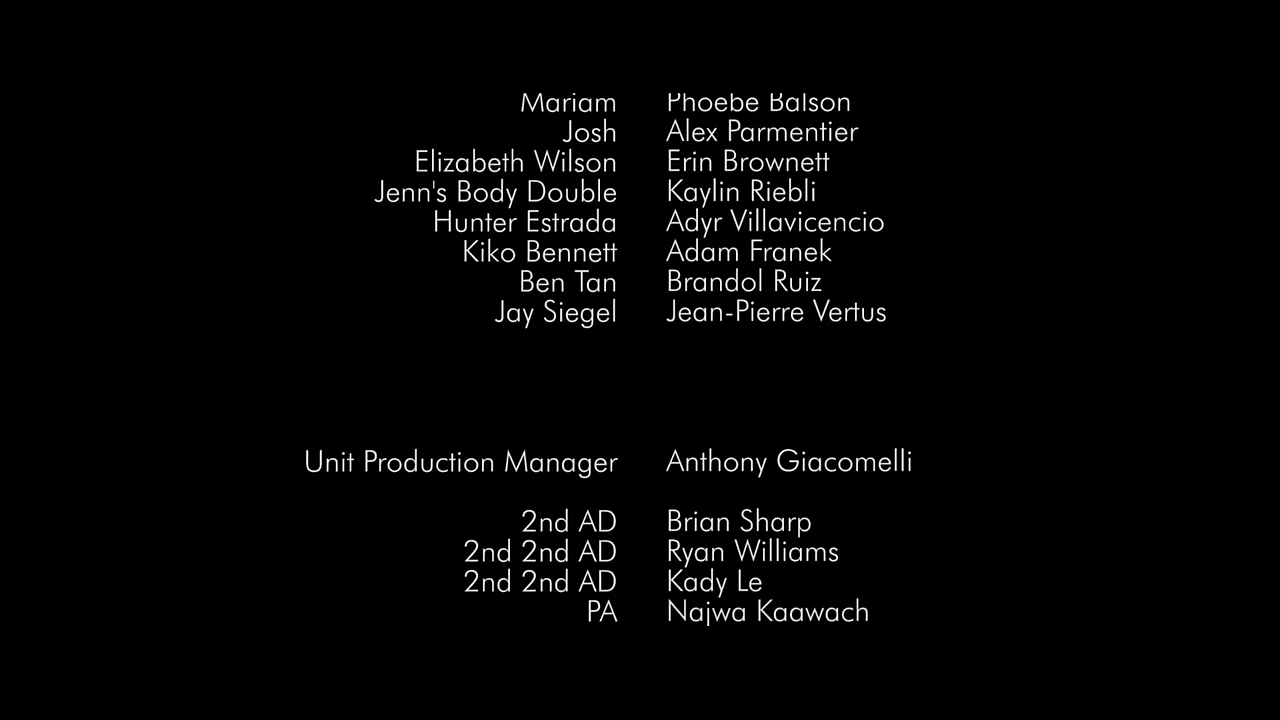 Mariam Phoebe Balson
Josh Alex Parmentier
Elizabeth Wilson Erin Brownett
Jenn's Body Double Kaylin Riebli
Hunter Estrada Adyr Villavicencio
Kiko Bennett Adam Franek
Ben Tan Brandol Ruiz
Jay Siegel Jean-Pierre Vertus
Unit Production Manager Anthony Giacomelli
2nd AD Brian Sharp
2nd 2nd AD Ryan Williams
2nd 2nd AD Kady Le
PA Najwa Kaawach